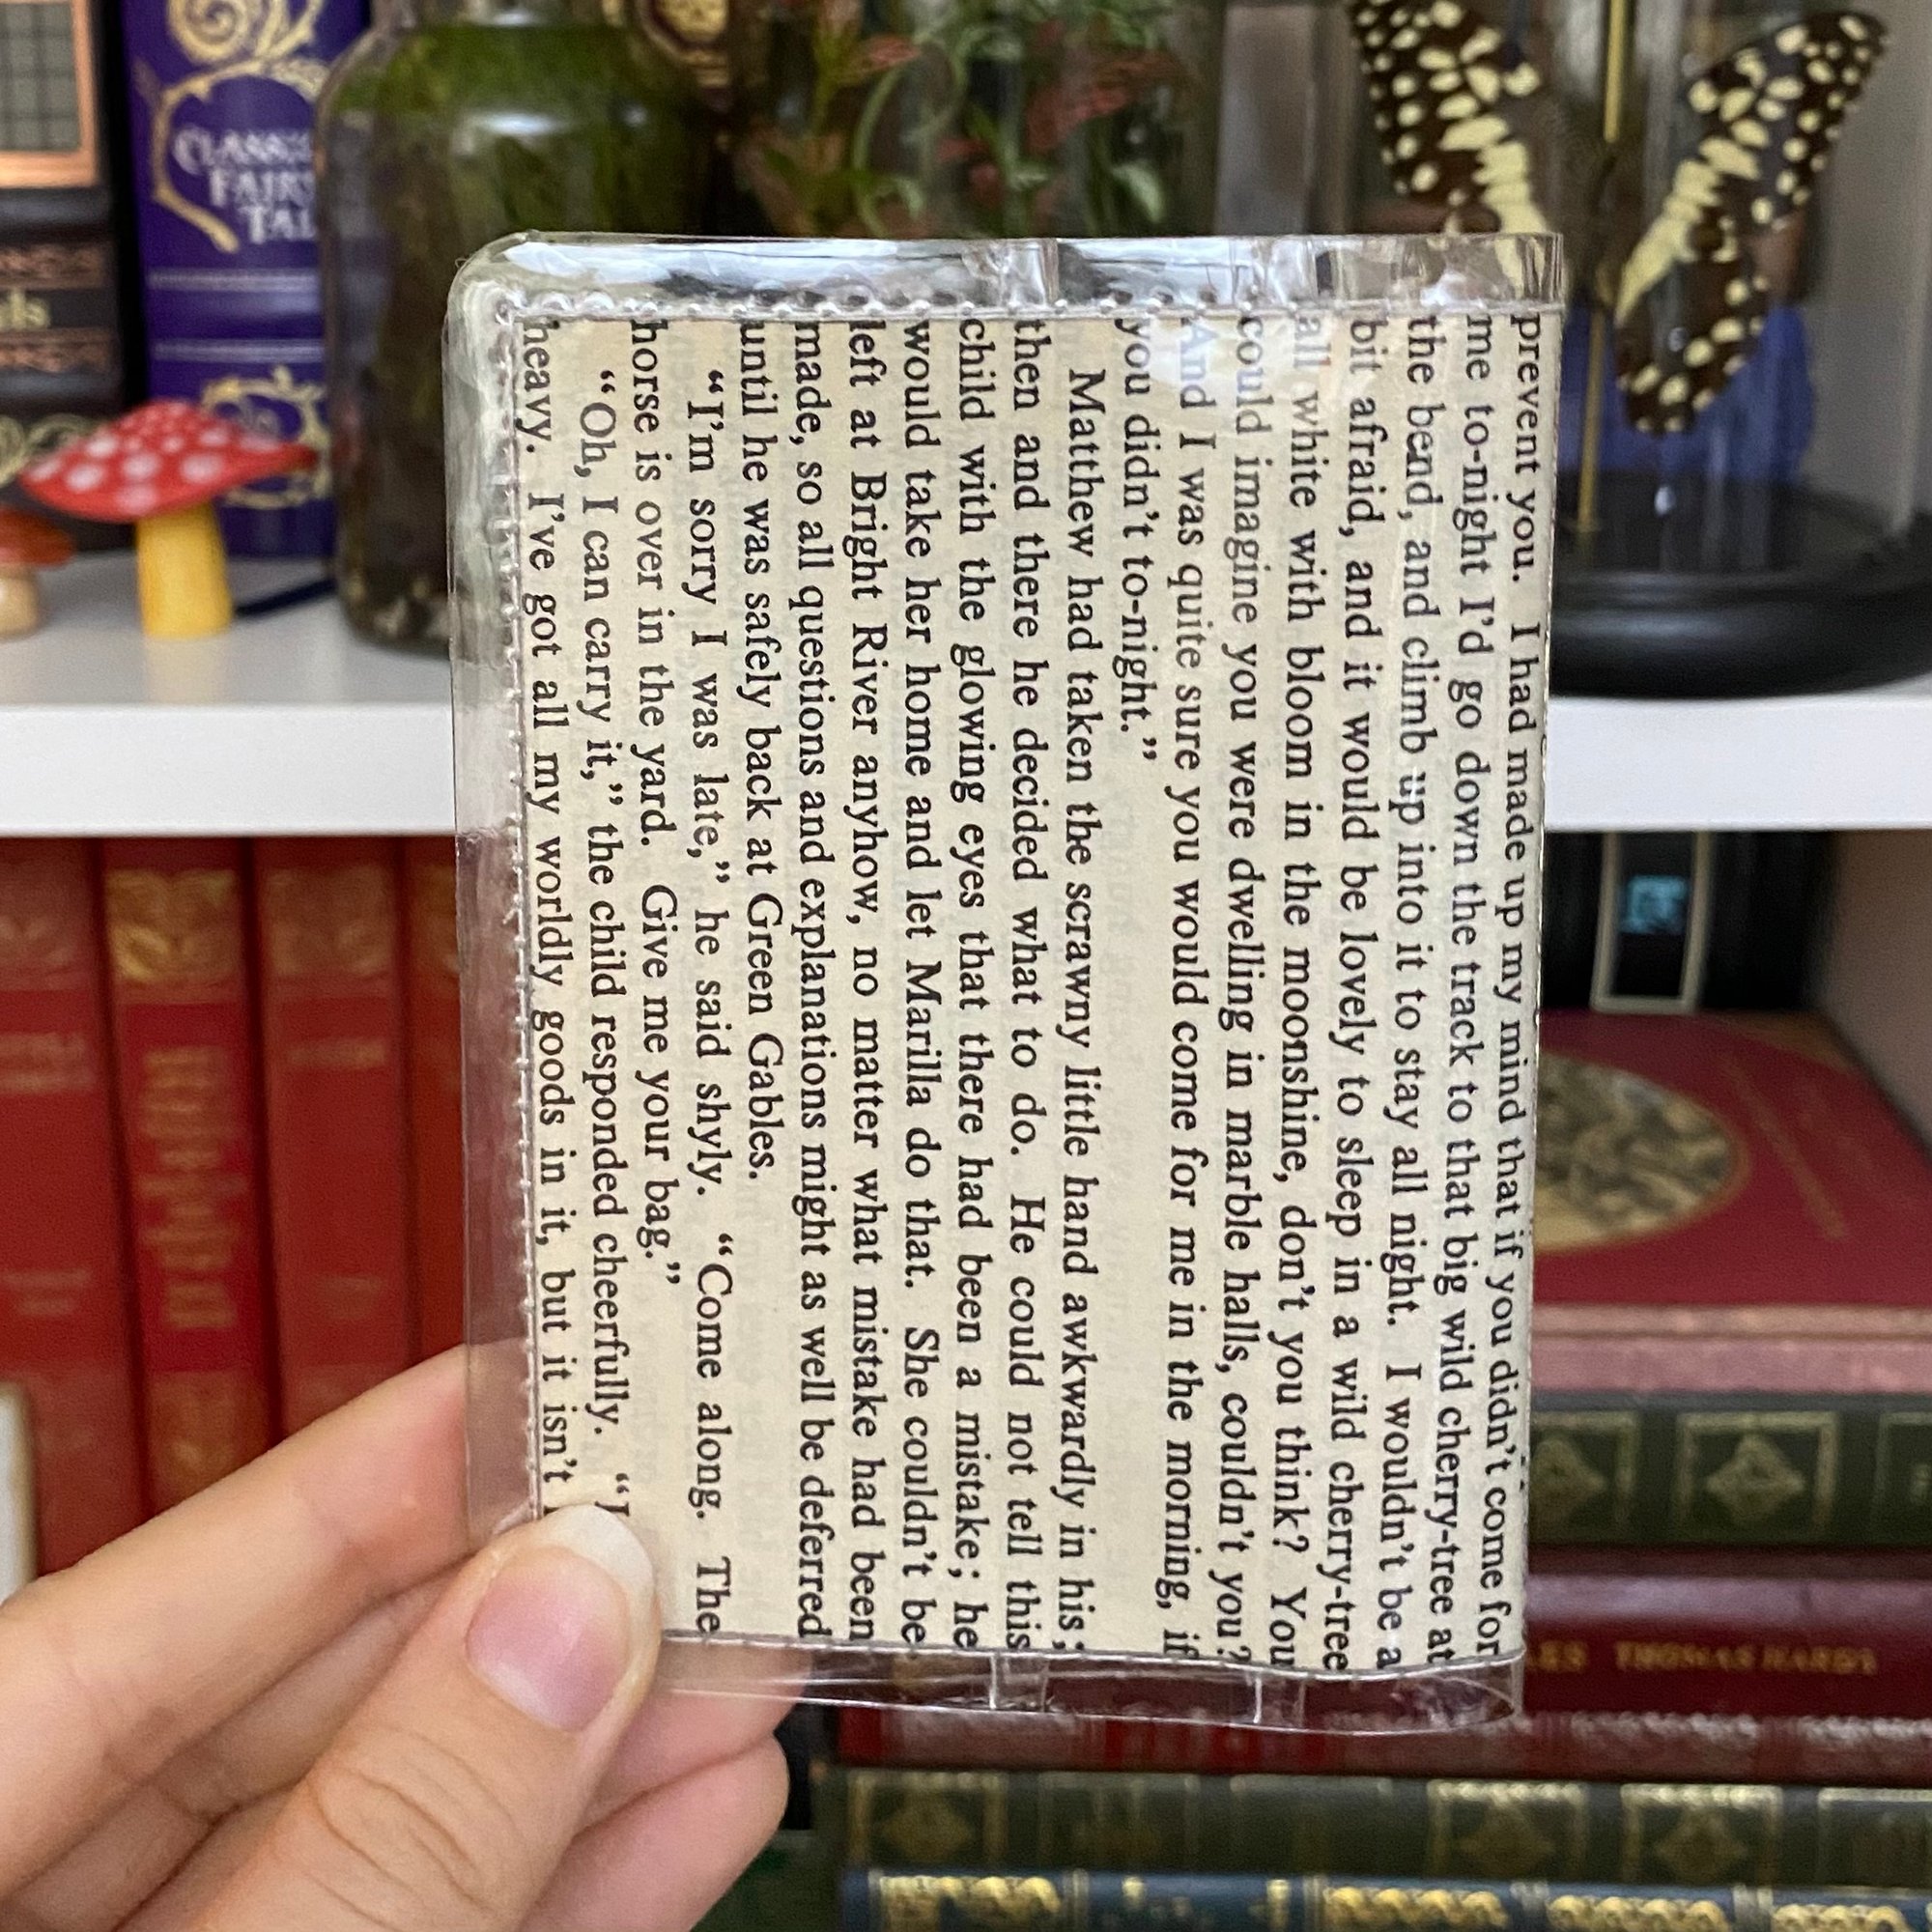 prevent you. I had made up my mind that if you didn't come for
me to-night I'd go down the track to that big wild cherry-tree at
the bend, and climb up into it to stay all night. I wouldn't be a
bit afraid, and it would be lovely to sleep in a wild cherry-tree
all white with bloom in the moonshine, don't you think? You
could imagine you were dwelling in marble halls, couldn't you?
And I was quite sure you would come for me in the morning, if
you didn't to-night.”
Matthew had taken the scrawny little hand awkwardly in his;
then and there he decided what to do. He could not tell this
child with the glowing eyes that there had been a mistake; he
would take her home and let Marilla do that. She couldn't be
left at Bright River anyhow, no matter what mistake had been
made, so all questions and explanations might as well be deferred
until he was safely back at Green Gables.
“I'm sorry I was late,” he said shyly. “Come along. The
horse is over in the yard. Give me your bag.”
“Oh, I can carry it,” the child responded cheerfully. “I
heavy. I've got all my worldly goods in it, but it isn't
CLASSIC
FAIRY
TAL
THOMAS HARDY